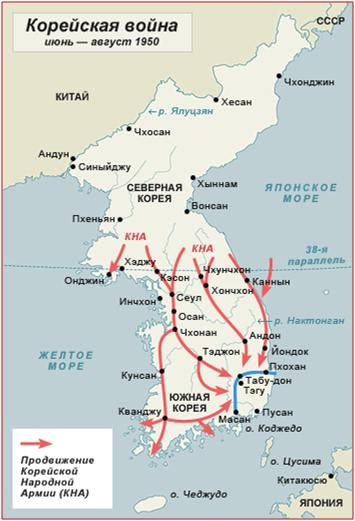 Корейская война
июнь — август 1950
СССР
КИТАЙ
Чхонджин
Хесан
← р. Ялуцзян
Чхосан
Андун
Синыйджу
СЕВЕРНАЯ
КОРЕЯ
Хыннам
Вонсан
ЯПОНСКОЕ
МОРЕ
Пхеньян
КНА
КНА
38-я
параллель
Хэджу
Кэсон
Чхунчхон
Онджин
Каннын
Хончхон
Инчхон
Сеул
Осан
← р. Нактонган
Чхонан
Андон
Йондок
ЖЕЛТОЕ
МОРЕ
Тэджон
Пхохан
Кунсан
Табу-дон
Тэгу
ЮЖНАЯ
КОРЕЯ
Кванджу
Масан
Пусан
о. Коджедо
Продвижение
Корейской
Народной
Армии (КНА)
о. Цусима
Китакюсю
о. Чеджудо
ЯПОНИЯ